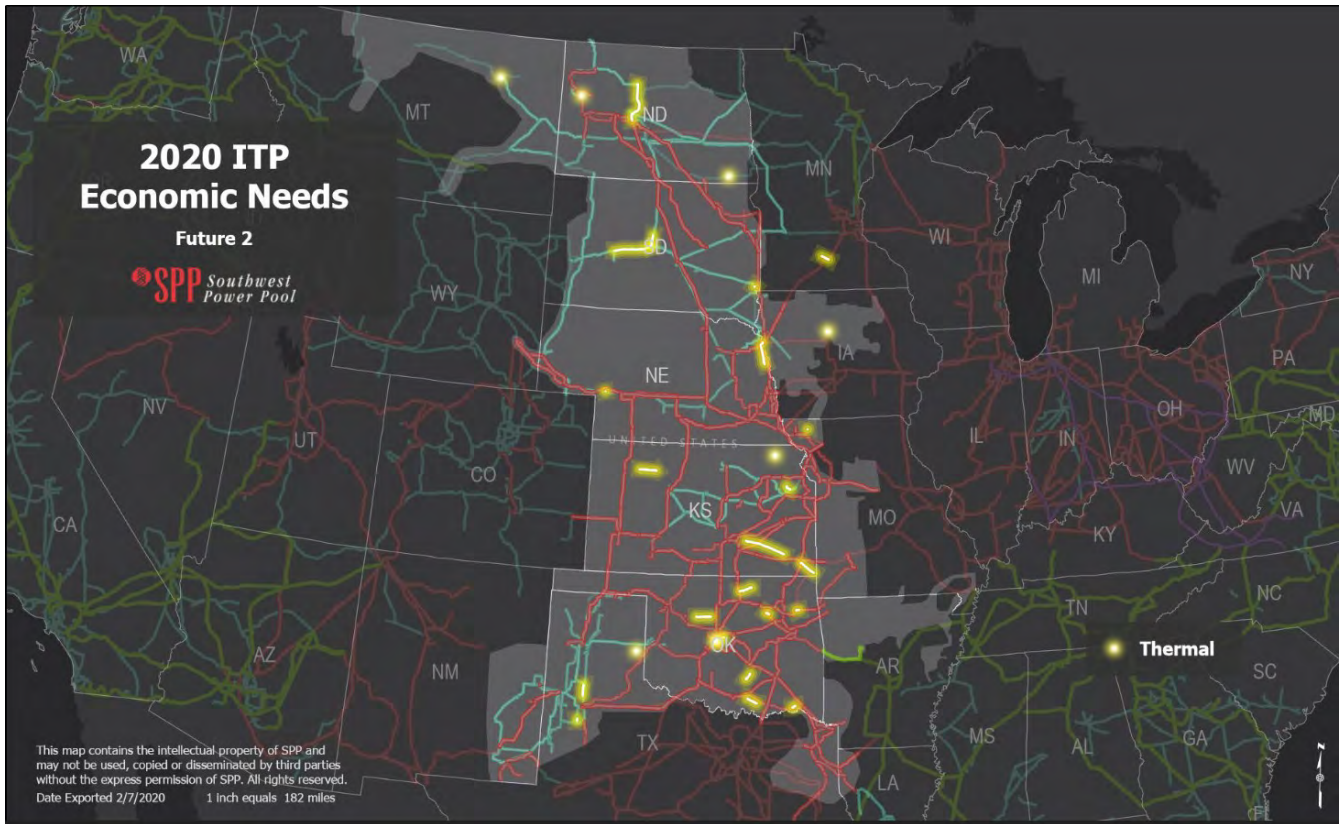 2020 ITP
Economic Needs
Future 2
SPP Southwest
Power Pool
WA
MT
ND
MN
WI
MI
NY
SD
WY
IA
PA
NE
NV
UT
CO
UNITED STATES
IL
IN
OH
MD
WV
VA
CA
KS
MO
KY
AZ
NM
OK
AR
TN
NC
SC
TX
LA
MS
AL
GA
FL
Thermal
This map contains the intellectual property of SPP and
may not be used, copied or disseminated by third parties
without the express permission of SPP. All rights reserved.
Date Exported 2/7/2020 1 inch equals 182 miles
N